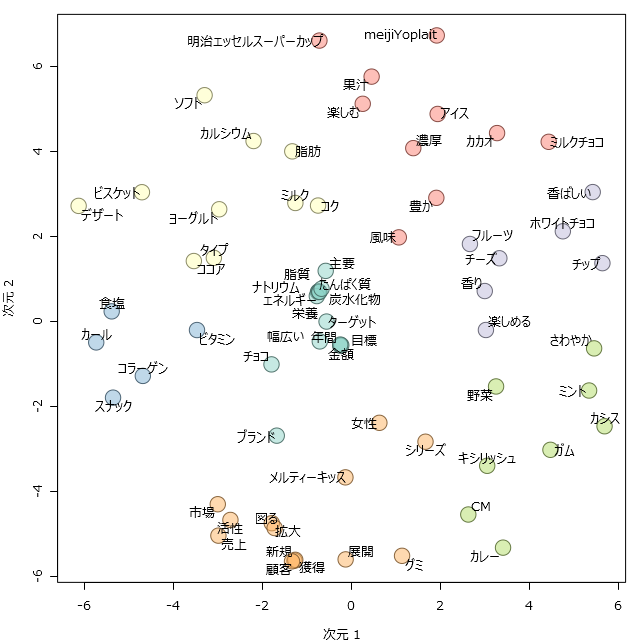 明治エッセルスーパーカップ
meijiYoplait
果汁
ソフト
楽しむ
アイス
カルシウム
濃厚
カカオ
ミルクチョコ
脂肪
ビスケット
ミルク
コク
香ばしい
デザート
ヨーグルト
豊か
ホワイトチョコ
風味
フルーツ
タイプ
チーズ
ココア
主要
チップ
脂質
ナトリウム
たんぱく質
香り
エネルギー
炭水化物
食塩
栄養
ターゲット
楽しめる
カール
ビタミン
幅広い
年間
目標
さわやか
チョコ
金額
コラーゲン
野菜
ミント
スナック
女性
カシス
ブランド
シリーズ
キシリッシュ
ガム
メルティーキッス
市場
CM
活性
図る
拡大
売上
新規
展開
カレー
顧客
獲得
グミ
次元 1
次元 2
-6
-4
-2
0
2
4
6
-6
-4
-2
0
2
4
6